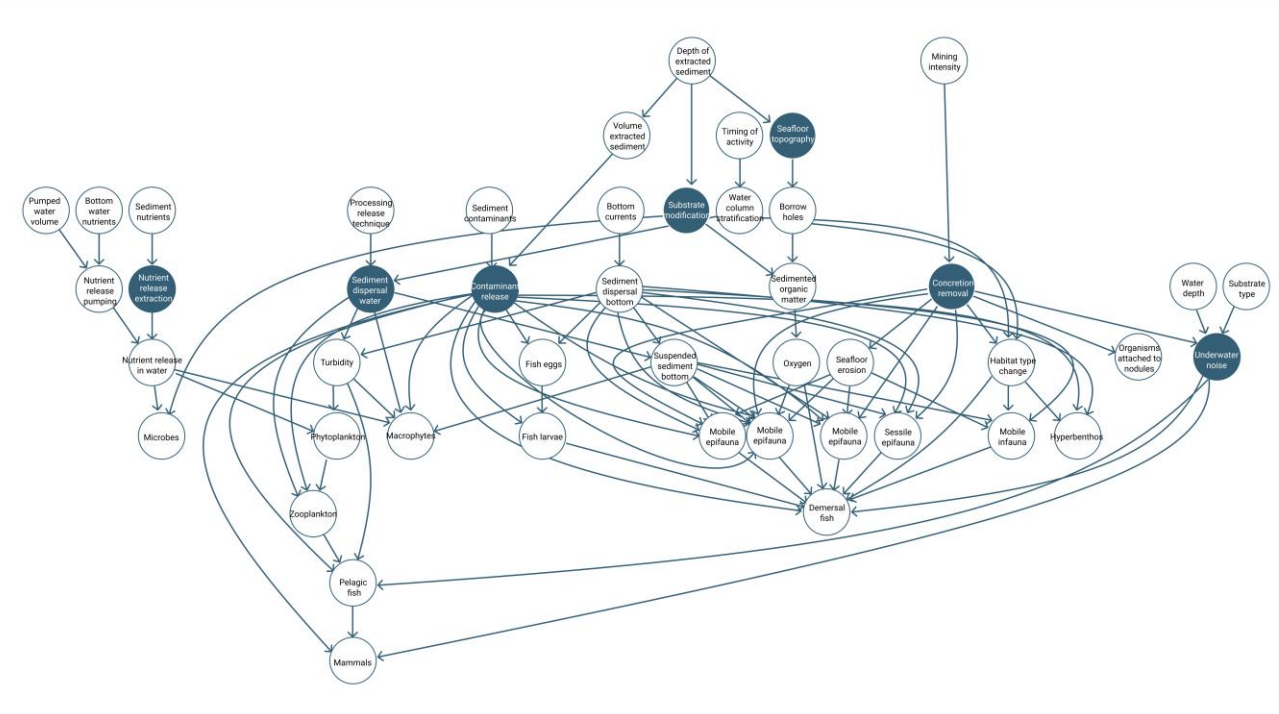 Depth of
extracted
sediment
Mining
intensity
Volume
extracted
sediment
Timing of
activity
Seafloor
topography
Pumped
water
volume
Bottom
water
nutrients
Sediment
nutrients
Processing
release
technique
Sediment
contaminants
Bottom
currents
Substrate
modification
Water
column
stratification
Borrow
holes
Nutrient
release
pumping
Nutrient
release
extraction
Sediment
dispersal
water
Contaminant
release
Sediment
dispersal
bottom
Sedimented
organic
matter
Concretion
removal
Water
depth
Substrate
type
Nutrient release
in water
Turbidity
Fish eggs
Suspended
sediment
bottom
Oxygen
Seafloor
erosion
Habitat type
change
Organisms
attached to
nodules
Underwater
noise
Microbes
Phytoplankton
Macrophytes
Fish larvae
Mobile
epifauna
Mobile
epifauna
Mobile
epifauna
Sessile
epifauna
Mobile
infauna
Hyperbenthos
Zooplankton
Demersal
fish
Pelagic
fish
Mammals